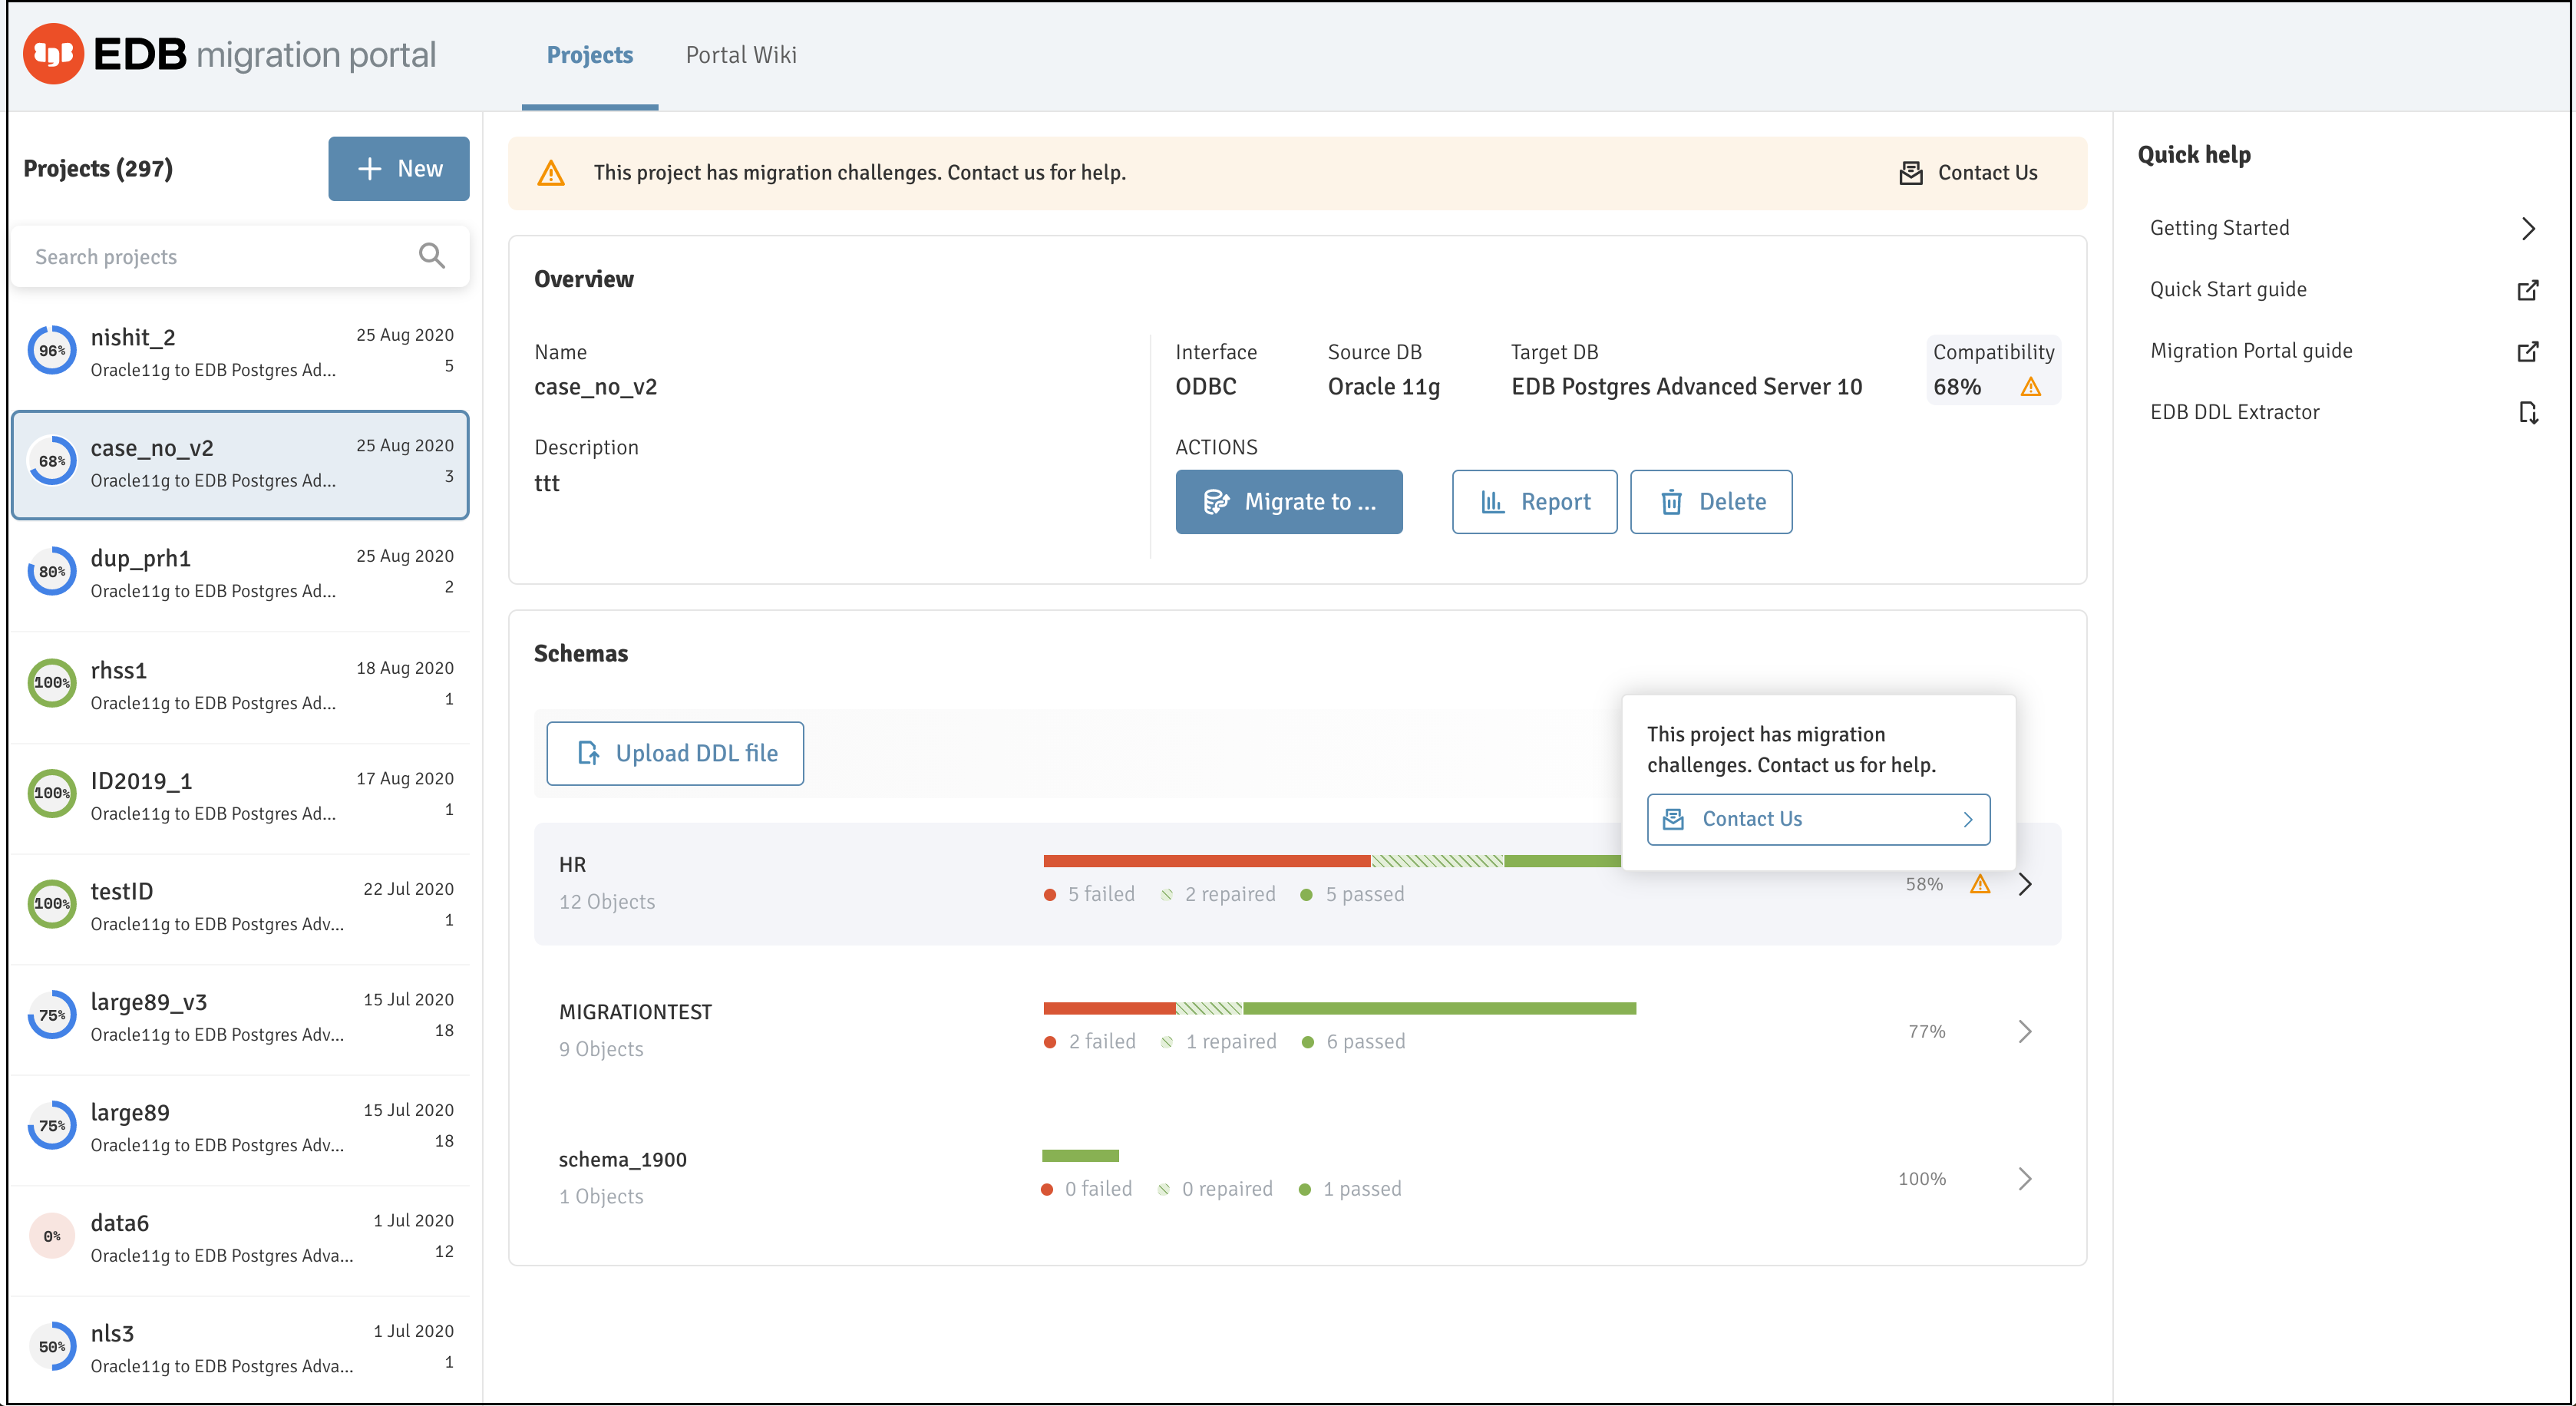 EDB migration portal
Projects
Portal Wiki
Projects (297)
New
Search projects
96%
nishit_2
25 Aug 2020
Oracle11g to EDB Postgres Ad...
5
68%
case_no_v2
25 Aug 2020
Oracle11g to EDB Postgres Ad...
3
80%
dup_prh1
25 Aug 2020
Oracle11g to EDB Postgres Ad...
2
100%
rhss1
18 Aug 2020
Oracle11g to EDB Postgres Ad...
1
100%
ID2019_1
17 Aug 2020
Oracle11g to EDB Postgres Ad...
1
100%
testID
22 Jul 2020
Oracle11g to EDB Postgres Adv...
1
75%
large89_v3
15 Jul 2020
Oracle11g to EDB Postgres Adv...
18
75%
large89
15 Jul 2020
Oracle11g to EDB Postgres Adv...
18
0%
data6
1 Jul 2020
Oracle11g to EDB Postgres Adva...
12
50%
nls3
1 Jul 2020
Oracle11g to EDB Postgres Adva...
1
This project has migration challenges. Contact us for help.
Contact Us
Overview
Name
case_no_v2
Description
ttt
Interface
ODBC
Source DB
Oracle 11g
Target DB
EDB Postgres Advanced Server 10
Compatibility
68%
ACTIONS
Migrate to ...
Report
Delete
Schemas
Upload DDL file
This project has migration
challenges. Contact us for help.
Contact Us
HR
12 Objects
5 failed
2 repaired
5 passed
58%
MIGRATIONTEST
9 Objects
2 failed
1 repaired
6 passed
77%
schema_1900
1 Objects
0 failed
0 repaired
1 passed
100%
Quick help
Getting Started
Quick Start guide
Migration Portal guide
EDB DDL Extractor